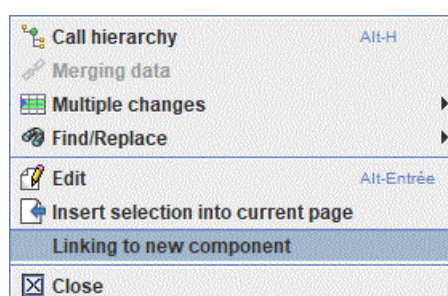 Call hierarchy Alt-H
Merging data
Multiple changes
Find/Replace
Edit Alt-Entrée
Insert selection into current page
Linking to new component
Close